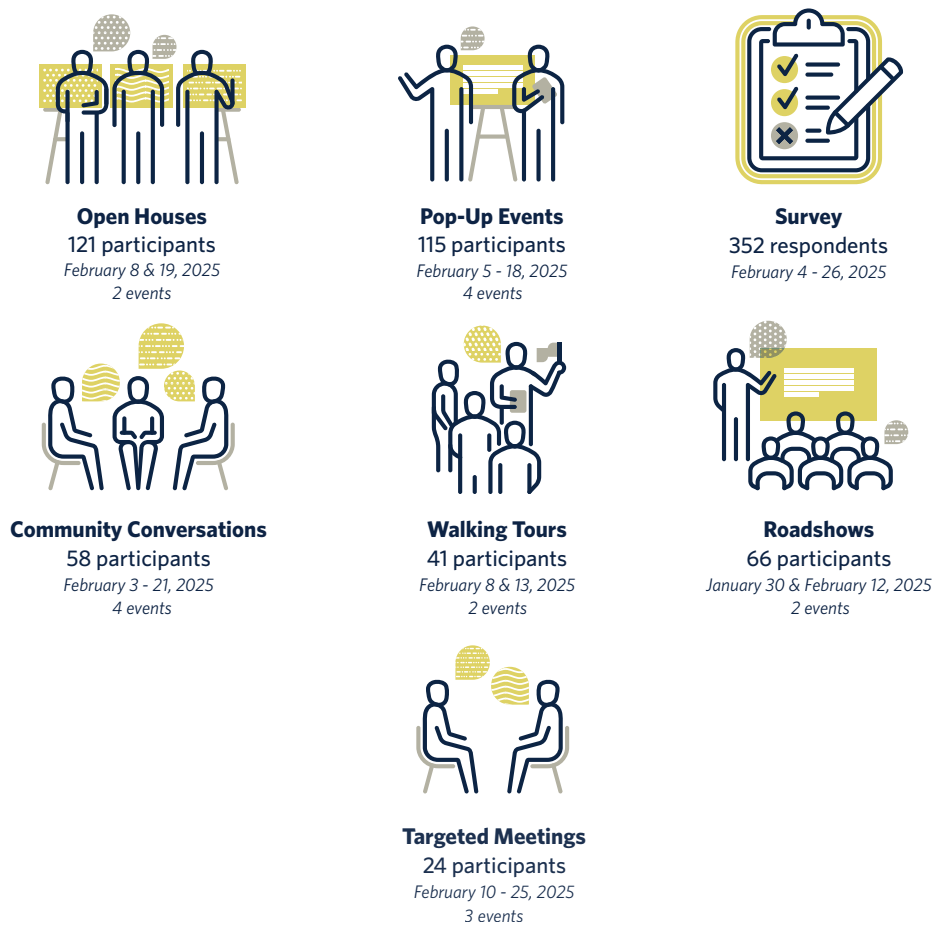 Open Houses
121 participants
February 8 & 19, 2025
2 events
Pop-Up Events
115 participants
February 5 - 18, 2025
4 events
Survey
352 respondents
February 4 - 26, 2025
Community Conversations
58 participants
February 3 - 21, 2025
4 events
Walking Tours
41 participants
February 8 & 13, 2025
2 events
Roadshows
66 participants
January 30 & February 12, 2025
2 events
Targeted Meetings
24 participants
February 10 - 25, 2025
3 events